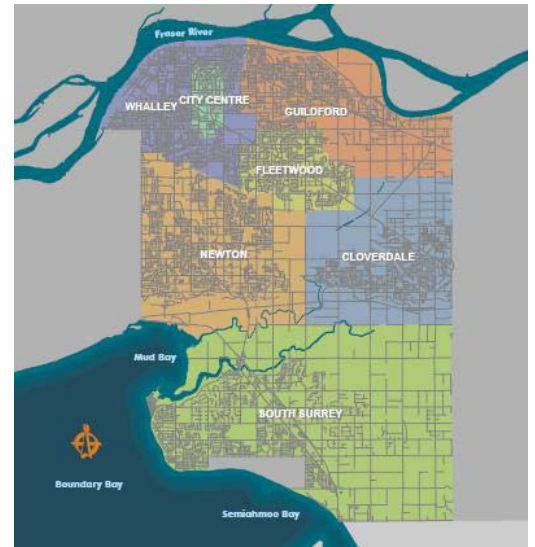 Fraser River
WHALLEY
CITY CENTRE
GUILDFORD
FLEETWOOD
NEWTON
CLOVERDALE
Mud Bay
SOUTH SURREY
Boundary Bay
Semiahmoo Bay